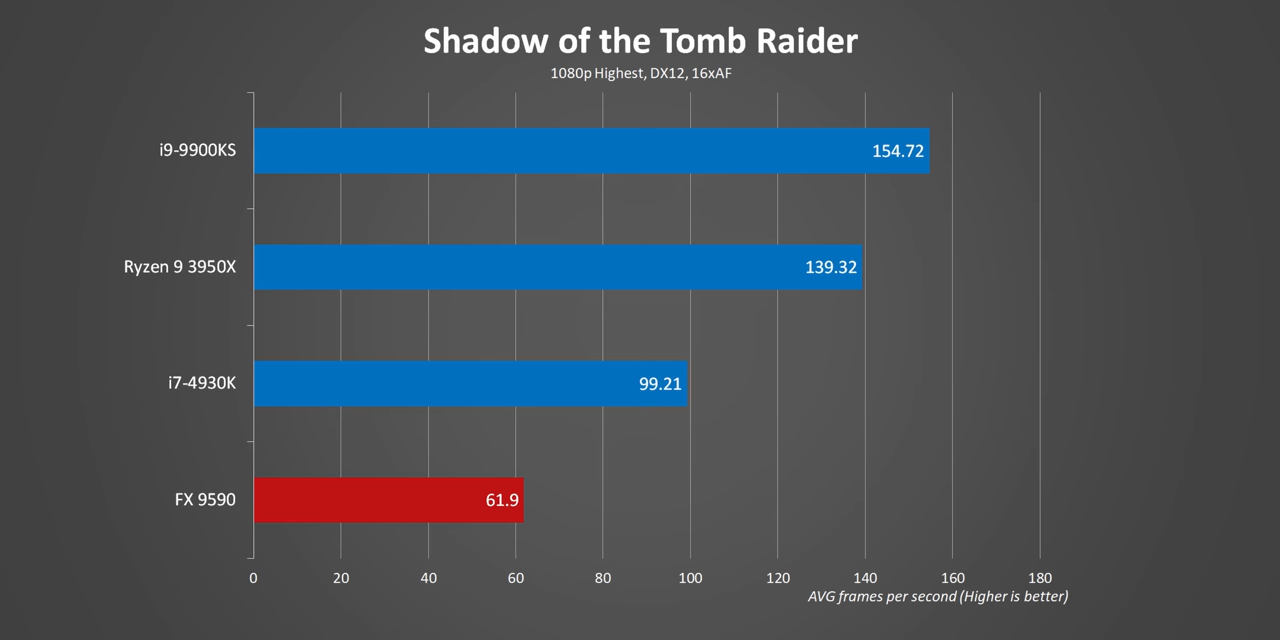 Shadow of the Tomb Raider
1080p Highest, DX12, 16xAF
i9-9900KS 154.72
Ryzen 9 3950X 139.32
i7-4930K 99.21
FX 9590 61.9
0 20 40 60 80 100 120 140 160 180
AVG frames per second (Higher is better)